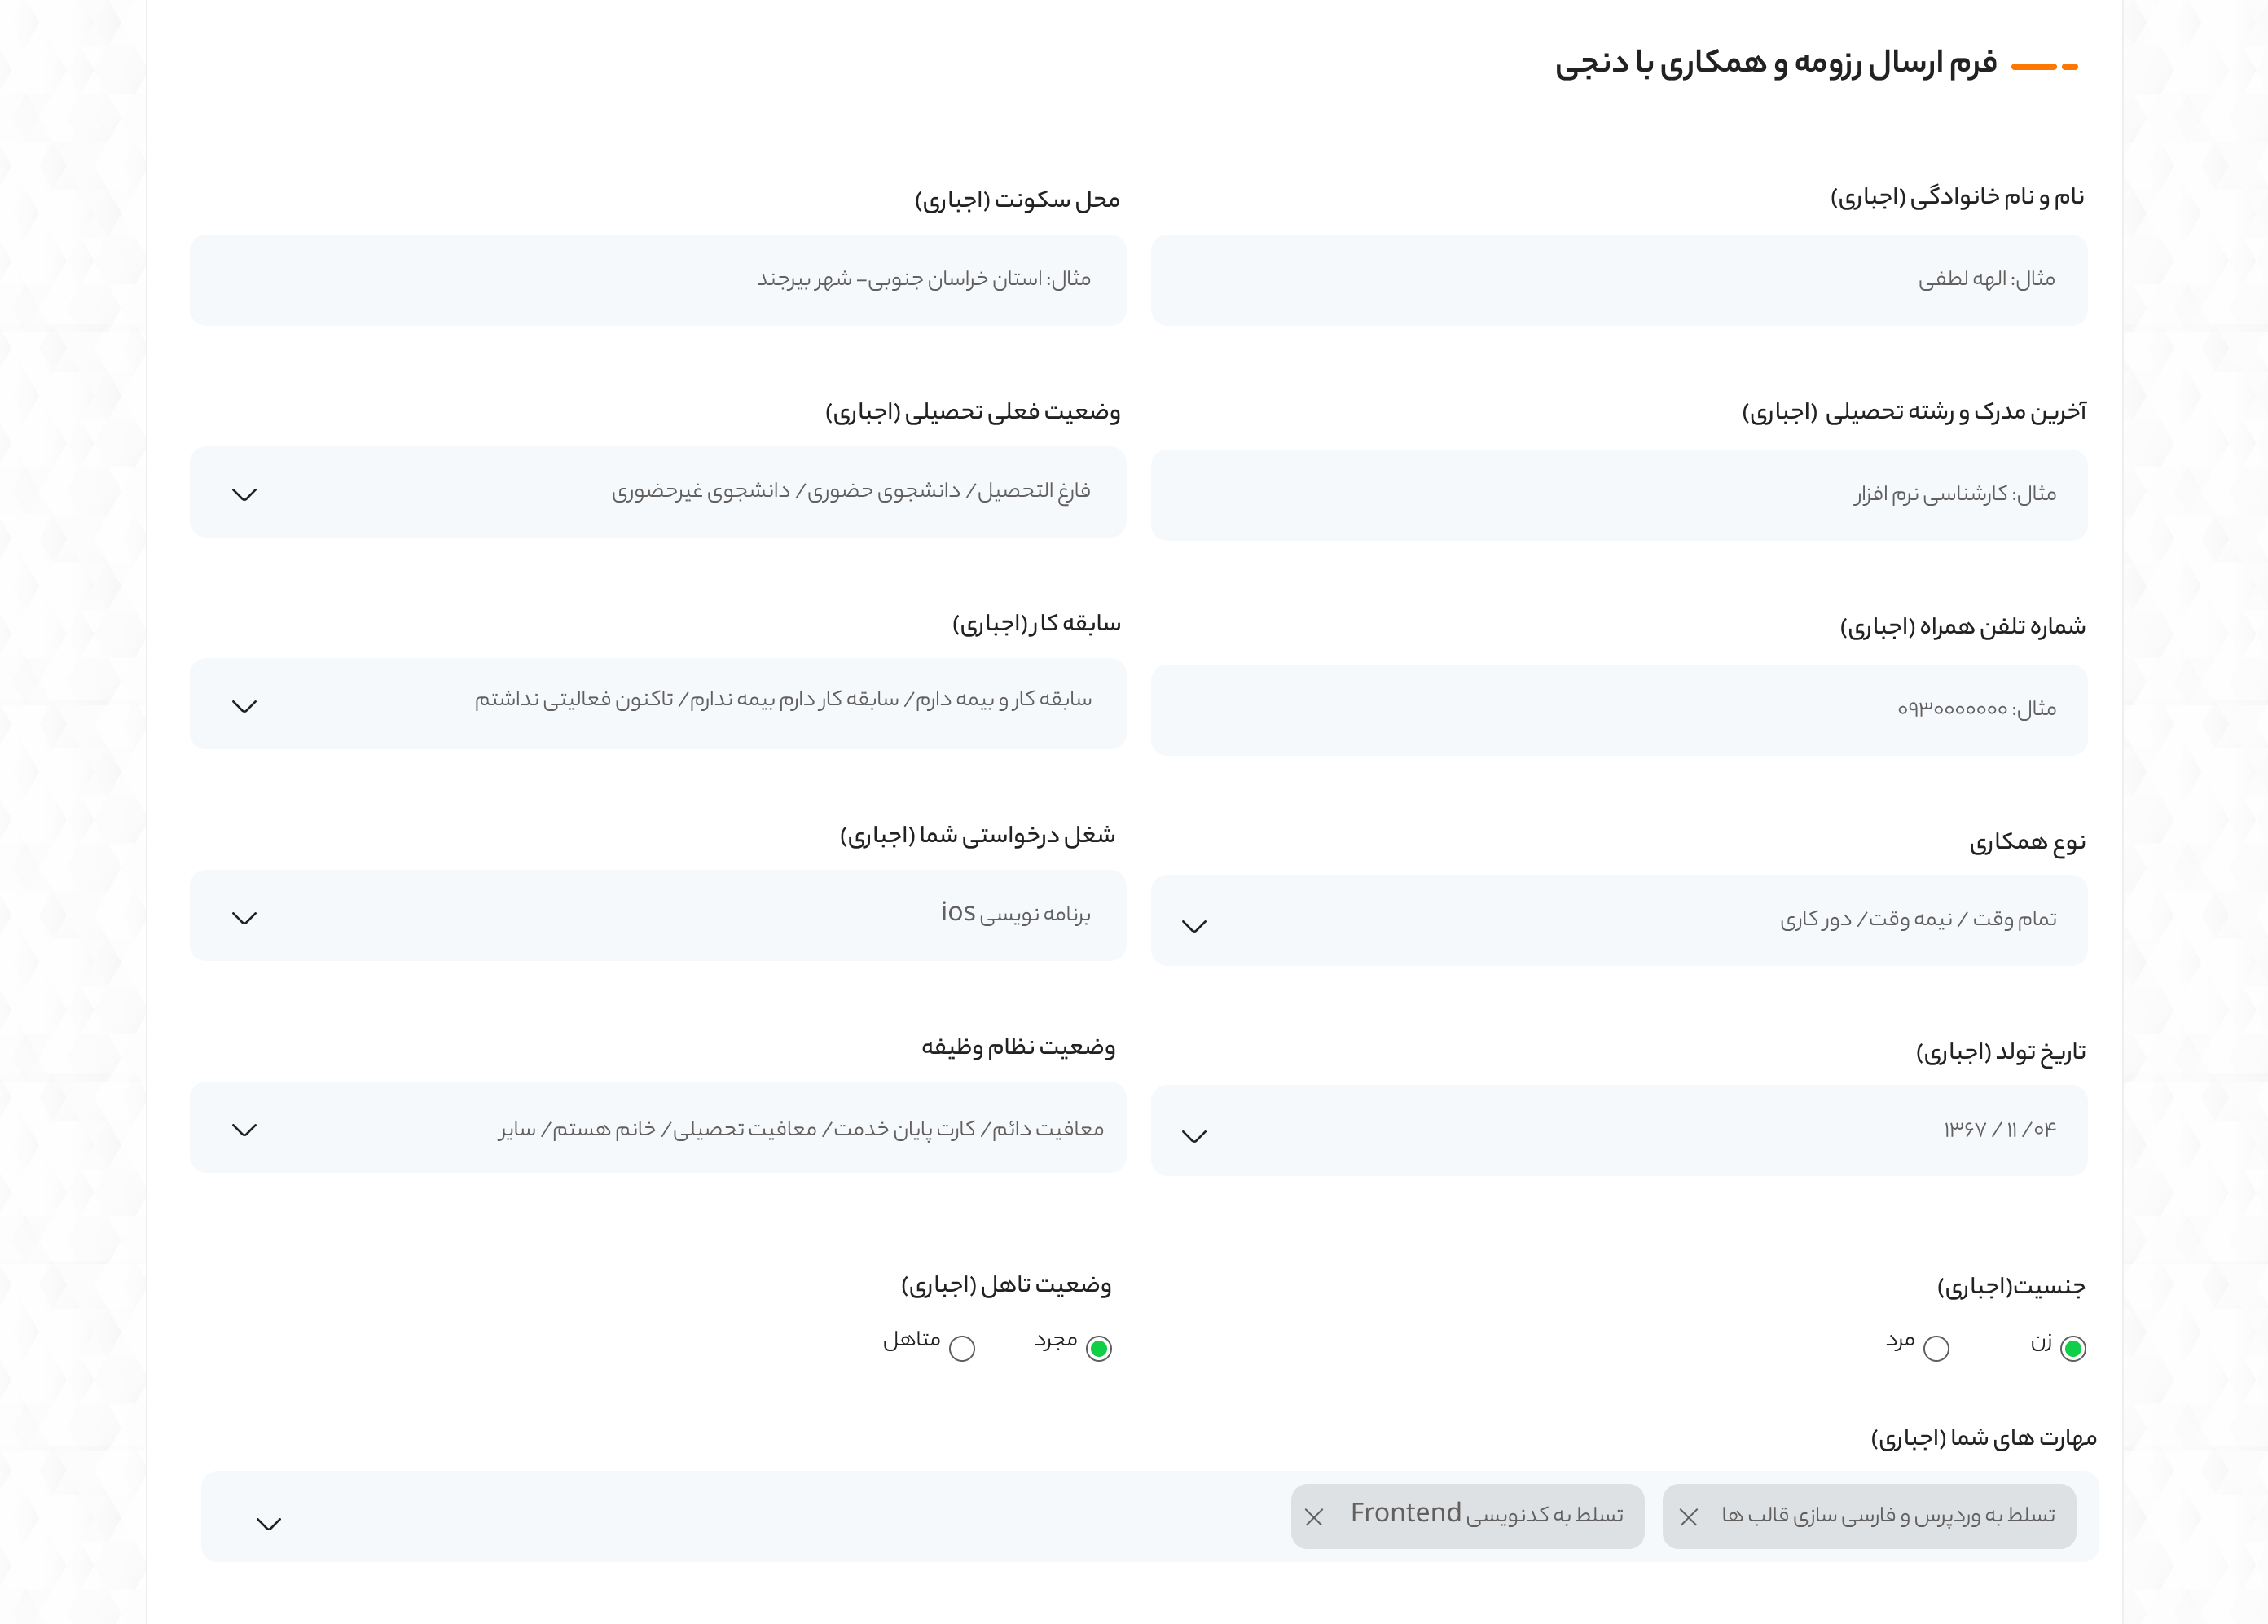 فرم ارسال رزومه و همکاری با دنجی
نام و نام خانوادگی (اجباری)
مثال: الهه لطفی
محل سکونت (اجباری)
مثال: استان خراسان جنوبی- شهر بیرجند
آخرین مدرک و رشته تحصیلی (اجباری)
مثال: کارشناسی نرم افزار
وضعیت فعلی تحصیلی (اجباری)
فارغ التحصیل/ دانشجوی حضوری/ دانشجوی غیرحضوری
شماره تلفن همراه (اجباری)
مثال: ۰۹۳۰۰۰۰۰۰۰۰
سابقه کار (اجباری)
سابقه کار و بیمه دارم/ سابقه کار دارم بیمه ندارم/ تاکنون فعالیتی نداشتم
نوع همکاری
تمام وقت / نیمه وقت/ دور کاری
شغل درخواستی شما (اجباری)
برنامه نویسی ios
تاریخ تولد (اجباری)
۰۴/ ۱۱ / ۱۳۶۷
وضعیت نظام وظیفه
معافیت دائم/ کارت پایان خدمت/ معافیت تحصیلی/ خانم هستم/ سایر
جنسیت(اجباری)
زن
مرد
وضعیت تاهل (اجباری)
مجرد
متاهل
مهارت های شما (اجباری)
تسلط به وردپرس و فارسی سازی قالب ها
تسلط به کدنویسی Frontend